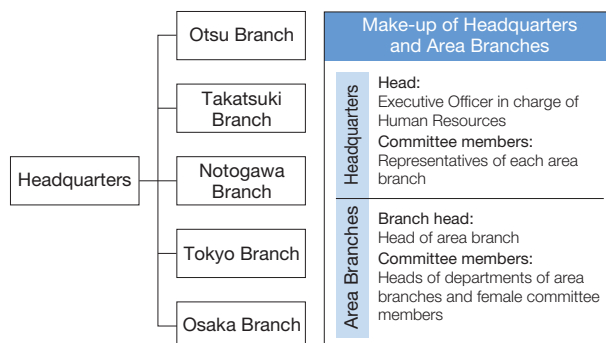 Headquarters
Otsu Branch
Takatsuki
Branch
Notogawa
Branch
Tokyo Branch
Osaka Branch
Make-up of Headquarters
and Area Branches
Headquarters
Head:
Executive Officer in charge of
Human Resources
Committee members:
Representatives of each area
branch
Area Branches
Branch head:
Head of area branch
Committee members:
Heads of departments of area
branches and female committee
members